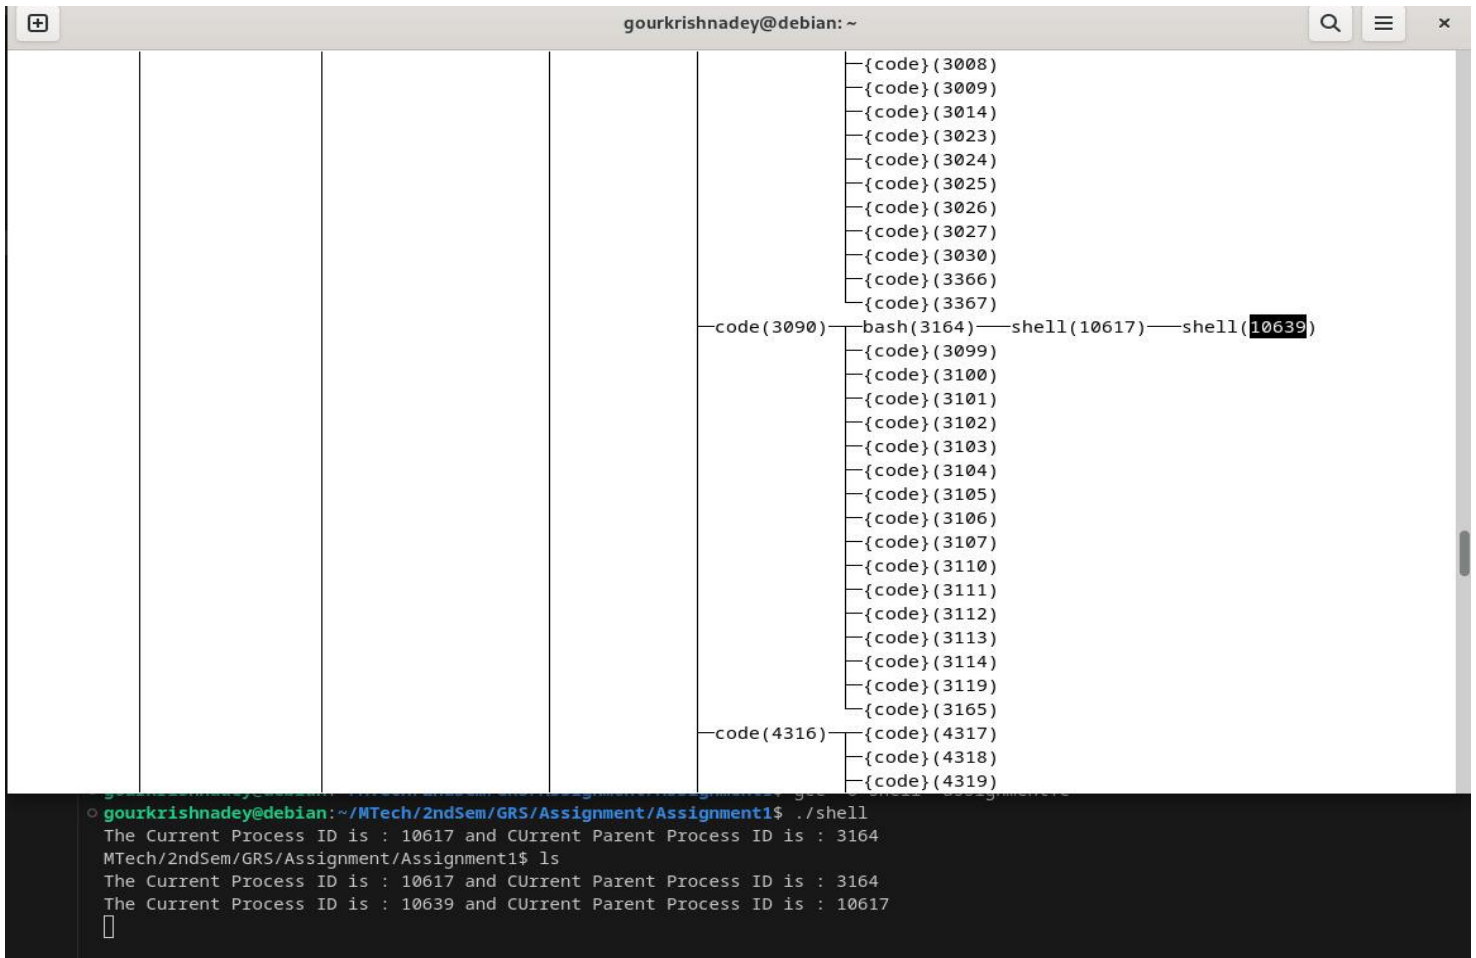 gourkrishnadey@debian: ~
{code}(3008)
{code}(3009)
{code}(3014)
{code}(3023)
{code}(3024)
{code}(3025)
{code}(3026)
{code}(3027)
{code}(3030)
{code}(3366)
{code}(3367)
code(3090)─┬─bash(3164)───shell(10617)───shell(10639)
{code}(3099)
{code}(3100)
{code}(3101)
{code}(3102)
{code}(3103)
{code}(3104)
{code}(3105)
{code}(3106)
{code}(3107)
{code}(3110)
{code}(3111)
{code}(3112)
{code}(3113)
{code}(3114)
{code}(3119)
{code}(3165)
code(4316)─┬─{code}(4317)
{code}(4318)
{code}(4319)
gourkrishnadey@debian:~/MTech/2ndSem/GRS/Assignment/Assignment1$ ./shell
The Current Process ID is : 10617 and CUrrent Parent Process ID is : 3164
MTech/2ndSem/GRS/Assignment/Assignment1$ ls
The Current Process ID is : 10617 and CUrrent Parent Process ID is : 3164
The Current Process ID is : 10639 and CUrrent Parent Process ID is : 10617